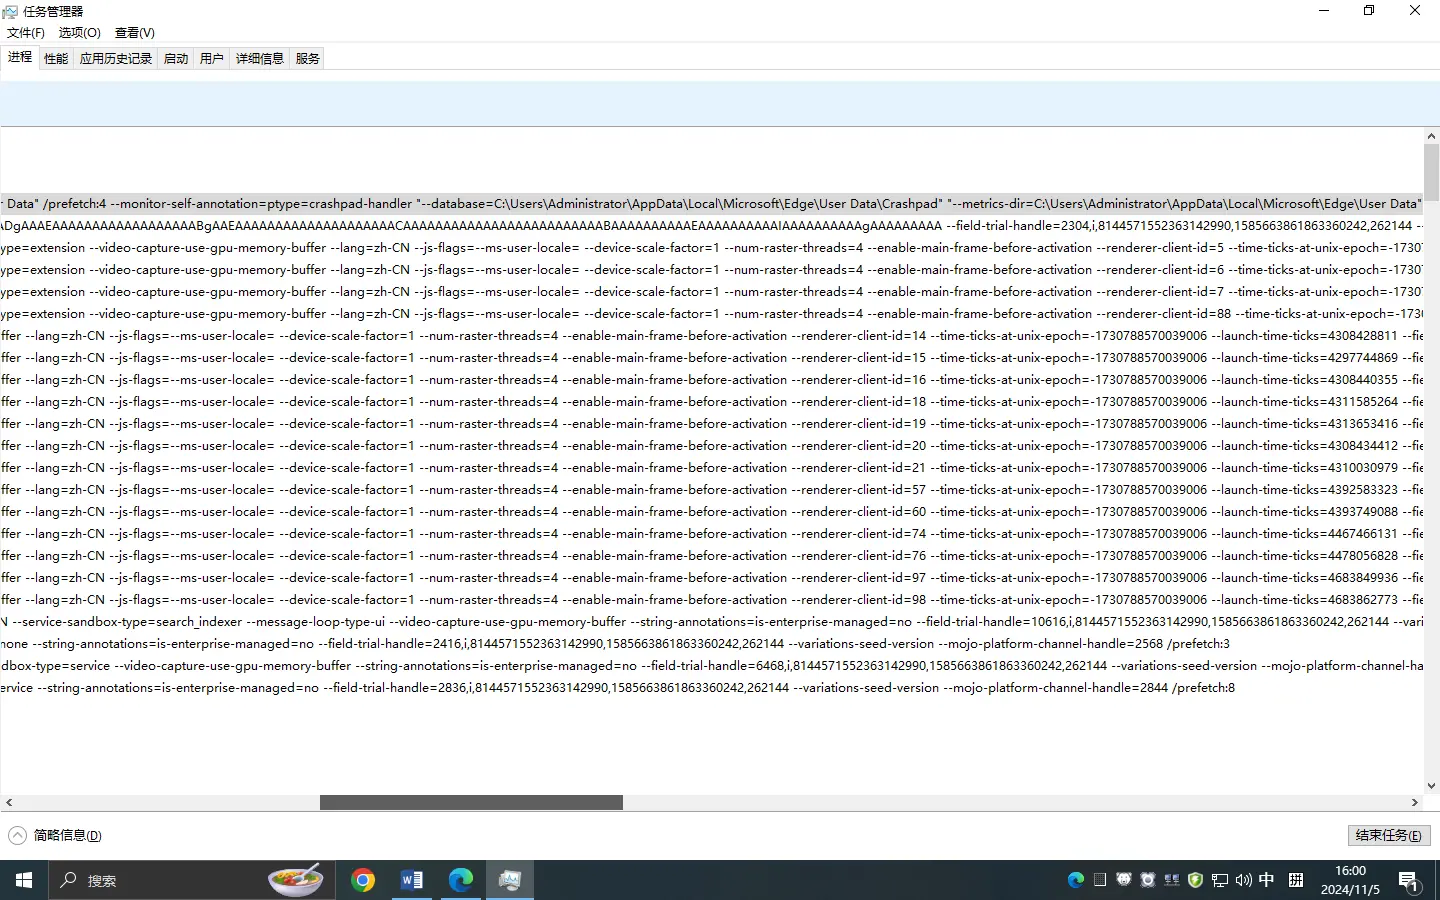 任务管理器
文件(F) 选项(O) 查看(V)
进程 性能 应用历史记录 启动 用户 详细信息 服务
r Data" /prefetch:4 --monitor-self-annotation=ptype=crashpad-handler "--database=C:\Users\Administrator\AppData\Local\Microsoft\Edge\User Data\Crashpad" "--metrics-dir=C:\Users\Administrator\AppData\Local\Microsoft\Edge\User Data"
--field-trial-handle=2304,i,8144571552363142990,1585663861863360242,262144
ype=extension --video-capture-use-gpu-memory-buffer --lang=zh-CN --js-flags=--ms-user-locale= --device-scale-factor=1 --num-raster-threads=4 --enable-main-frame-before-activation --renderer-client-id=5 --time-ticks-at-unix-epoch=-1730
ype=extension --video-capture-use-gpu-memory-buffer --lang=zh-CN --js-flags=--ms-user-locale= --device-scale-factor=1 --num-raster-threads=4 --enable-main-frame-before-activation --renderer-client-id=6 --time-ticks-at-unix-epoch=-1730
ype=extension --video-capture-use-gpu-memory-buffer --lang=zh-CN --js-flags=--ms-user-locale= --device-scale-factor=1 --num-raster-threads=4 --enable-main-frame-before-activation --renderer-client-id=7 --time-ticks-at-unix-epoch=-1730
ype=extension --video-capture-use-gpu-memory-buffer --lang=zh-CN --js-flags=--ms-user-locale= --device-scale-factor=1 --num-raster-threads=4 --enable-main-frame-before-activation --renderer-client-id=88 --time-ticks-at-unix-epoch=-173
ffer --lang=zh-CN --js-flags=--ms-user-locale= --device-scale-factor=1 --num-raster-threads=4 --enable-main-frame-before-activation --renderer-client-id=14 --time-ticks-at-unix-epoch=-1730788570039006 --launch-time-ticks=4308428811 --fie
ffer --lang=zh-CN --js-flags=--ms-user-locale= --device-scale-factor=1 --num-raster-threads=4 --enable-main-frame-before-activation --renderer-client-id=15 --time-ticks-at-unix-epoch=-1730788570039006 --launch-time-ticks=4297744869 --fie
ffer --lang=zh-CN --js-flags=--ms-user-locale= --device-scale-factor=1 --num-raster-threads=4 --enable-main-frame-before-activation --renderer-client-id=16 --time-ticks-at-unix-epoch=-1730788570039006 --launch-time-ticks=4308440355 --fie
ffer --lang=zh-CN --js-flags=--ms-user-locale= --device-scale-factor=1 --num-raster-threads=4 --enable-main-frame-before-activation --renderer-client-id=18 --time-ticks-at-unix-epoch=-1730788570039006 --launch-time-ticks=4311585264 --fie
ffer --lang=zh-CN --js-flags=--ms-user-locale= --device-scale-factor=1 --num-raster-threads=4 --enable-main-frame-before-activation --renderer-client-id=19 --time-ticks-at-unix-epoch=-1730788570039006 --launch-time-ticks=4313653416 --fie
ffer --lang=zh-CN --js-flags=--ms-user-locale= --device-scale-factor=1 --num-raster-threads=4 --enable-main-frame-before-activation --renderer-client-id=20 --time-ticks-at-unix-epoch=-1730788570039006 --launch-time-ticks=4308434412 --fie
ffer --lang=zh-CN --js-flags=--ms-user-locale= --device-scale-factor=1 --num-raster-threads=4 --enable-main-frame-before-activation --renderer-client-id=21 --time-ticks-at-unix-epoch=-1730788570039006 --launch-time-ticks=4310030979 --fie
ffer --lang=zh-CN --js-flags=--ms-user-locale= --device-scale-factor=1 --num-raster-threads=4 --enable-main-frame-before-activation --renderer-client-id=57 --time-ticks-at-unix-epoch=-1730788570039006 --launch-time-ticks=4392583323 --fie
ffer --lang=zh-CN --js-flags=--ms-user-locale= --device-scale-factor=1 --num-raster-threads=4 --enable-main-frame-before-activation --renderer-client-id=60 --time-ticks-at-unix-epoch=-1730788570039006 --launch-time-ticks=4393749088 --fie
ffer --lang=zh-CN --js-flags=--ms-user-locale= --device-scale-factor=1 --num-raster-threads=4 --enable-main-frame-before-activation --renderer-client-id=74 --time-ticks-at-unix-epoch=-1730788570039006 --launch-time-ticks=4467466131 --fie
ffer --lang=zh-CN --js-flags=--ms-user-locale= --device-scale-factor=1 --num-raster-threads=4 --enable-main-frame-before-activation --renderer-client-id=76 --time-ticks-at-unix-epoch=-1730788570039006 --launch-time-ticks=4478056828 --fie
ffer --lang=zh-CN --js-flags=--ms-user-locale= --device-scale-factor=1 --num-raster-threads=4 --enable-main-frame-before-activation --renderer-client-id=97 --time-ticks-at-unix-epoch=-1730788570039006 --launch-time-ticks=4683849936 --fie
ffer --lang=zh-CN --js-flags=--ms-user-locale= --device-scale-factor=1 --num-raster-threads=4 --enable-main-frame-before-activation --renderer-client-id=98 --time-ticks-at-unix-epoch=-1730788570039006 --launch-time-ticks=4683862773 --fie
N --service-sandbox-type=search_indexer --message-loop-type-ui --video-capture-use-gpu-memory-buffer --string-annotations=is-enterprise-managed=no --field-trial-handle=10616,i,8144571552363142990,1585663861863360242,262144 --vari
none --string-annotations=is-enterprise-managed=no --field-trial-handle=2416,i,8144571552363142990,1585663861863360242,262144 --variations-seed-version --mojo-platform-channel-handle=2568 /prefetch:3
dbox-type=service --video-capture-use-gpu-memory-buffer --string-annotations=is-enterprise-managed=no --field-trial-handle=6468,i,8144571552363142990,1585663861863360242,262144 --variations-seed-version --mojo-platform-channel-ha
ervice --string-annotations=is-enterprise-managed=no --field-trial-handle=2836,i,8144571552363142990,1585663861863360242,262144 --variations-seed-version --mojo-platform-channel-handle=2844 /prefetch:8
简略信息(D) 结束任务(E)
搜索 中 拼 16:00
2024/11/5 1